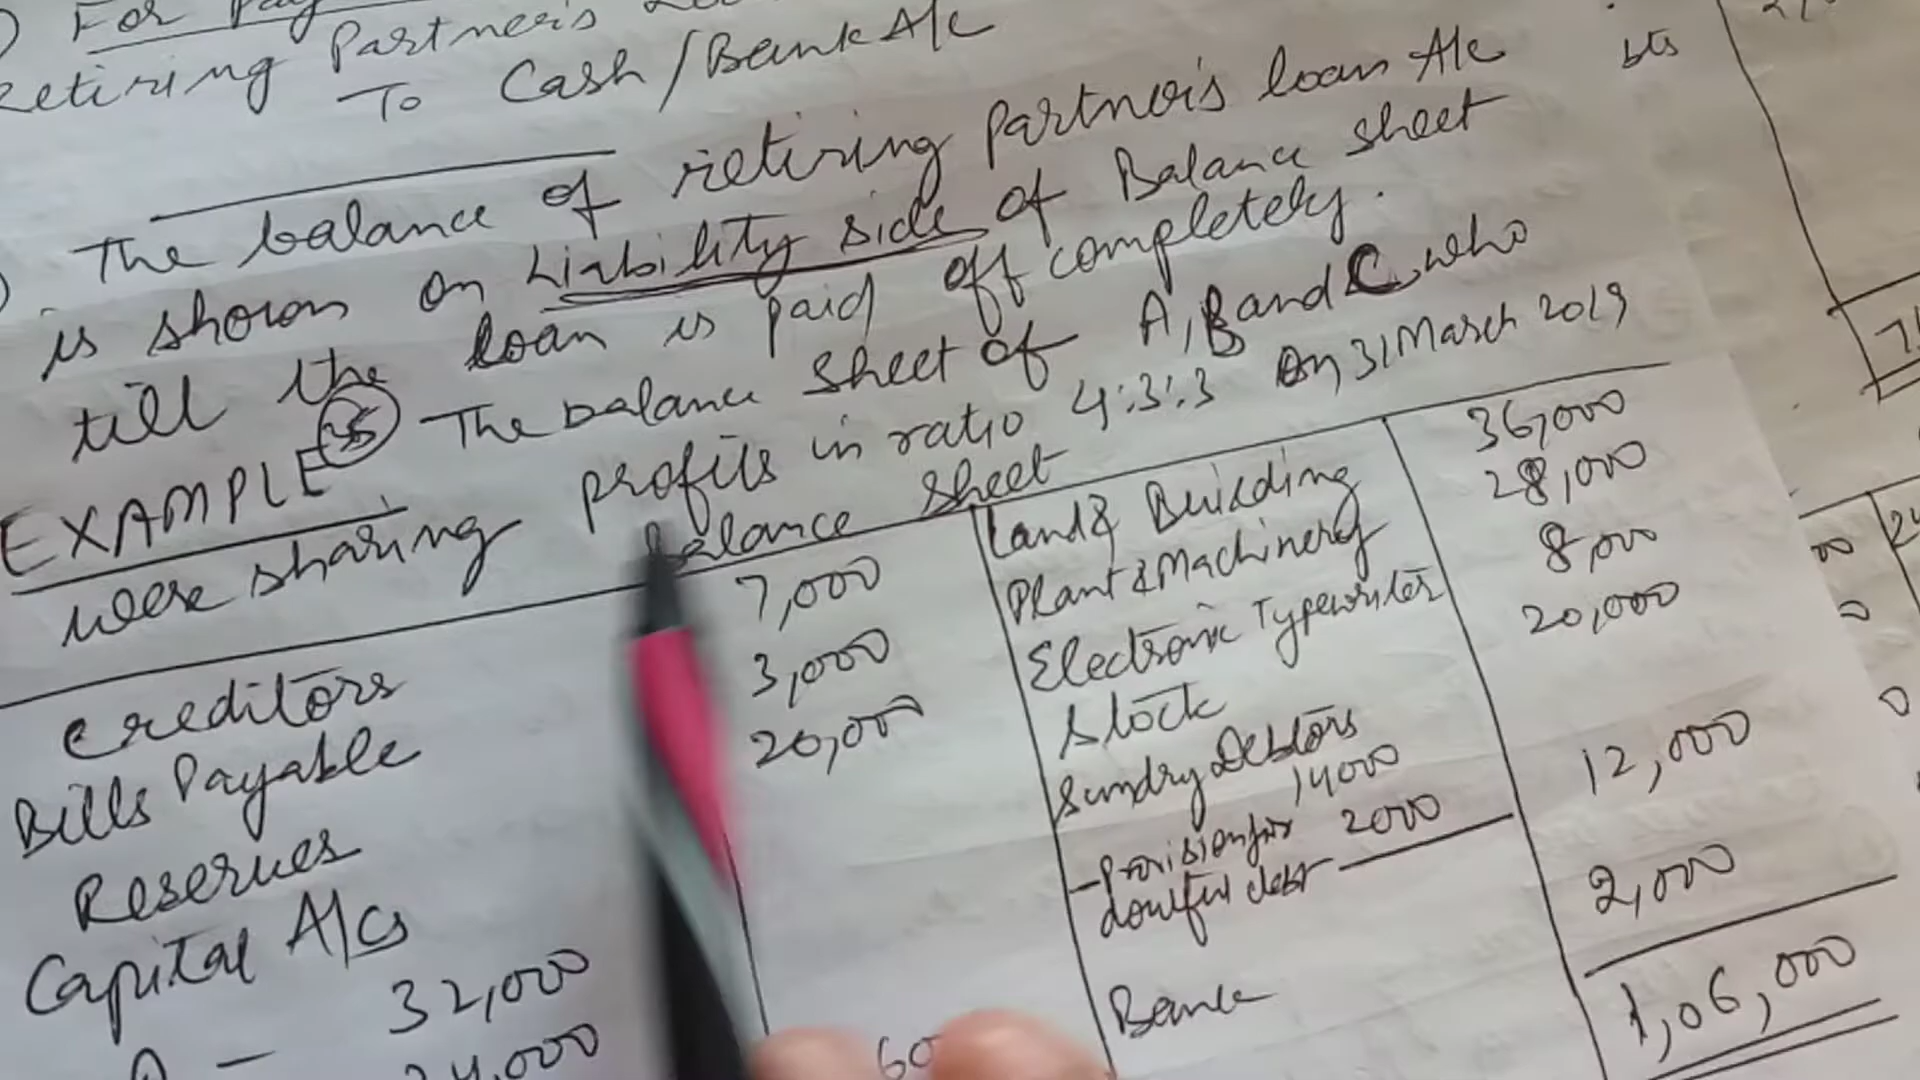 For Pay
Retiring Partner's
To Cash/Bank A/c
The balance of retiring Partner's loan A/c
is shown on Liability side of Balance sheet
till the loan is paid off completely.
EXAMPLE The balance sheet of A, B and C who
were sharing profits in ratio 4:3:3 on 31 March 2019
Balance Sheet
Creditors 7,000 Land & Building 36,000
Bills Payable 3,000 Plant & Machinery 28,000
Reserves 20,000 Electronic Typewriter 8,000
Capital A/cs Stock 20,000
32,000 Sundry Debtors 14000
24,000 - Provision for 2000 12,000
doutful debt
Bank 2,000
1,06,000